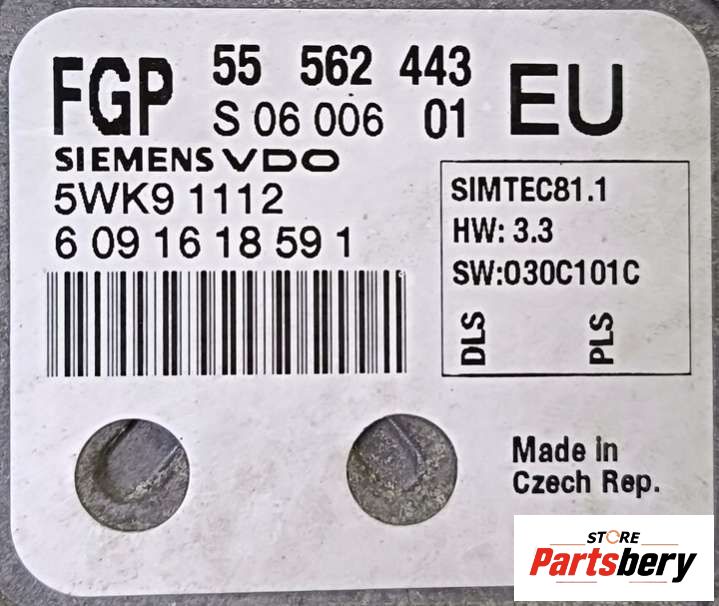 FGP 55 562 443 EU
S 06 006 01
SIEMENS VDO
5WK9 1112
6 09 16 18 59 1
SIMTEC81.1
HW: 3.3
SW:030C101C
DLS PLS
Made in
Czech Rep.
STORE
Partsbery